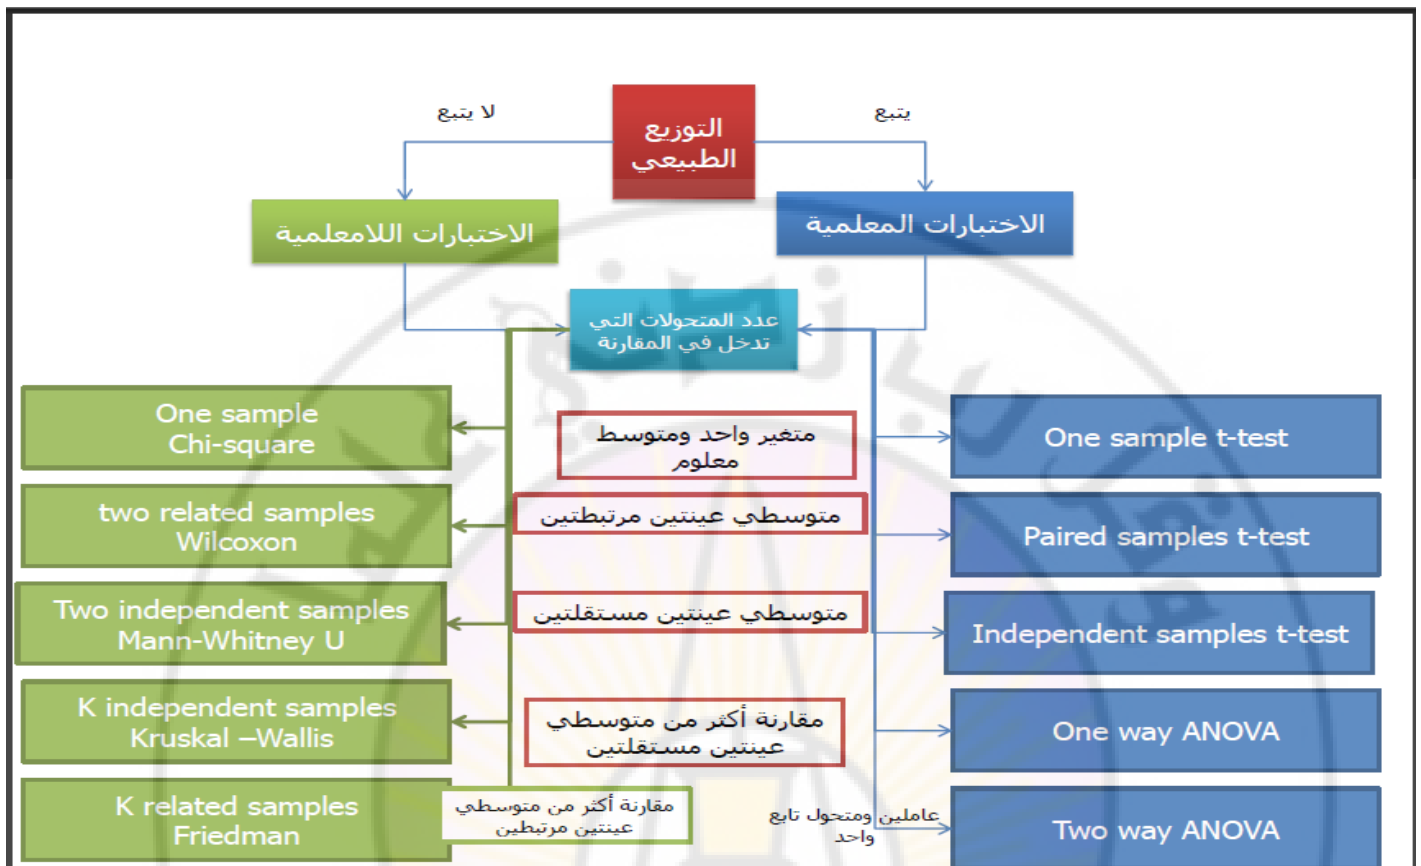 التوزيع
الطبيعي
يتبع
لا يتبع
الاختبارات المعلمية
الاختبارات اللامعلمية
عدد المتحولات التي
تدخل في المقارنة
متغير واحد ومتوسط
معلوم
One sample t-test
One sample
Chi-square
متوسطي عينتين مرتبطتين
Paired samples t-test
two related samples
Wilcoxon
متوسطي عينتين مستقلتين
Independent samples t-test
Two independent samples
Mann-Whitney U
مقارنة أكثر من متوسطي
عينتين مستقلتين
One way ANOVA
K independent samples
Kruskal –Wallis
عاملين ومتحول تابع
واحد
Two way ANOVA
مقارنة أكثر من متوسطي
عينتين مرتبطين
K related samples
Friedman